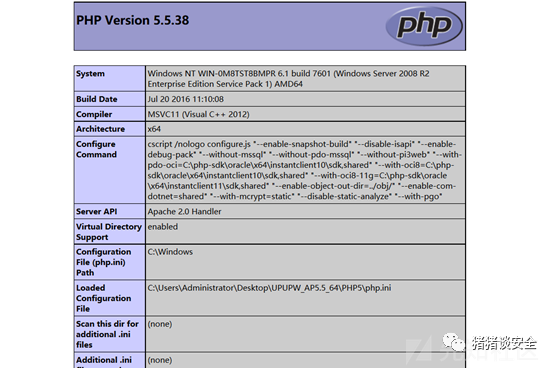 PHP Version 5.5.38
php
System
Windows NT WIN-0M8TST8BMPR 6.1 build 7601 (Windows Server 2008 R2
Enterprise Edition Service Pack 1) AMD64
Build Date
Jul 20 2016 11:10:08
Compiler
MSVC11 (Visual C++ 2012)
Architecture
x64
Configure
Command
cscript /nologo configure.js "--enable-snapshot-build" "--disable-isapi" "--enable-
debug-pack" "--without-mssql" "--without-pdo-mssql" "--without-pi3web" "--with-
pdo-oci=C:\php-sdk\oracle\x64\instantclient10\sdk,shared" "--with-oci8=C:\php-
sdk\oracle\x64\instantclient10\sdk,shared" "--with-oci8-11g=C:\php-sdk\oracle
\x64\instantclient11\sdk,shared" "--enable-object-out-dir=../obj/" "--enable-com-
dotnet=shared" "--with-mcrypt=static" "--disable-static-analyze" "--with-pgo"
Server API
Apache 2.0 Handler
Virtual Directory
Support
enabled
Configuration
File (php.ini)
Path
C:\Windows
Loaded
Configuration
File
C:\Users\Administrator\Desktop\UPUPW_AP5.5_64\PHP5\php.ini
Scan this dir for
additional .ini
files
(none)
Additional .ini
(none)
猪猪谈安全